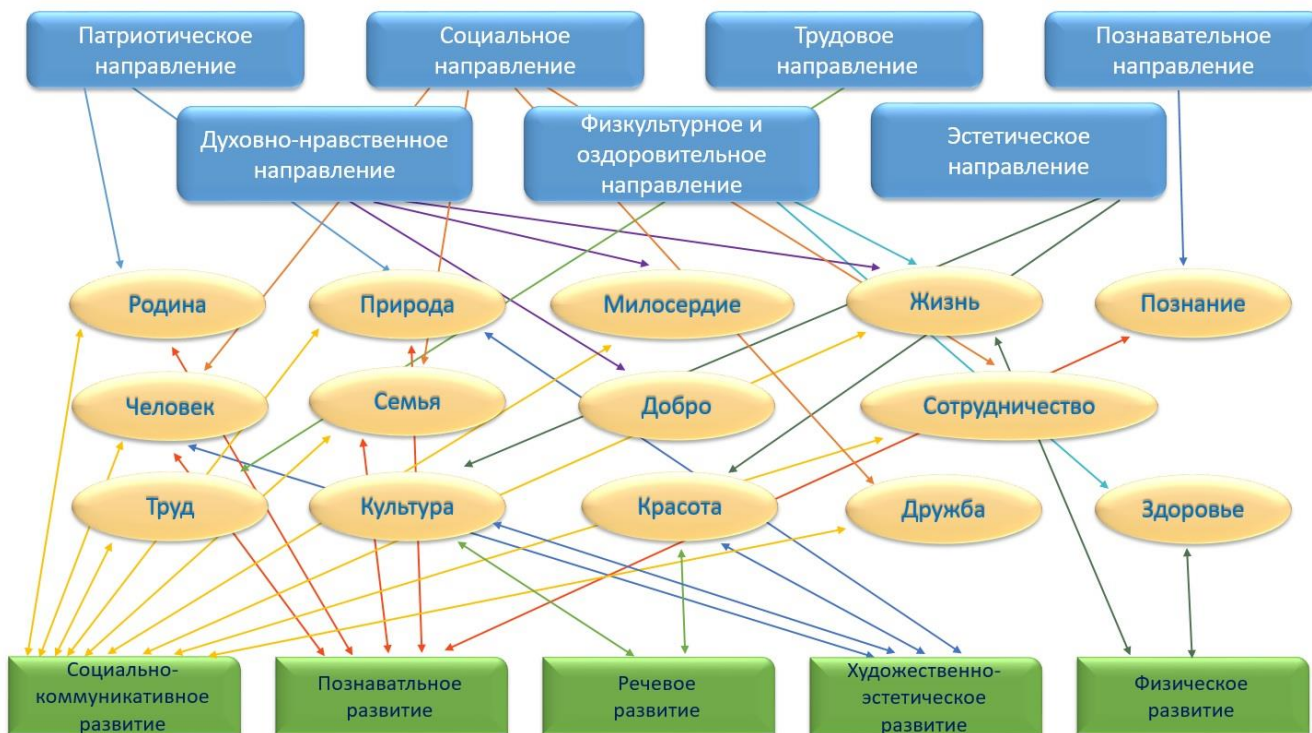 Патриотическое
направление
Социальное
направление
Трудовое
направление
Познавательное
направление
Духовно-нравственное
направление
Физкультурное и
оздоровительное
направление
Эстетическое
направление
Родина
Природа
Милосердие
Жизнь
Познание
Человек
Семья
Добро
Сотрудничество
Труд
Культура
Красота
Дружба
Здоровье
Социально-
коммуникативное
развитие
Познаватльное
развитие
Речевое
развитие
Художественно-
эстетическое
развитие
Физическое
развитие